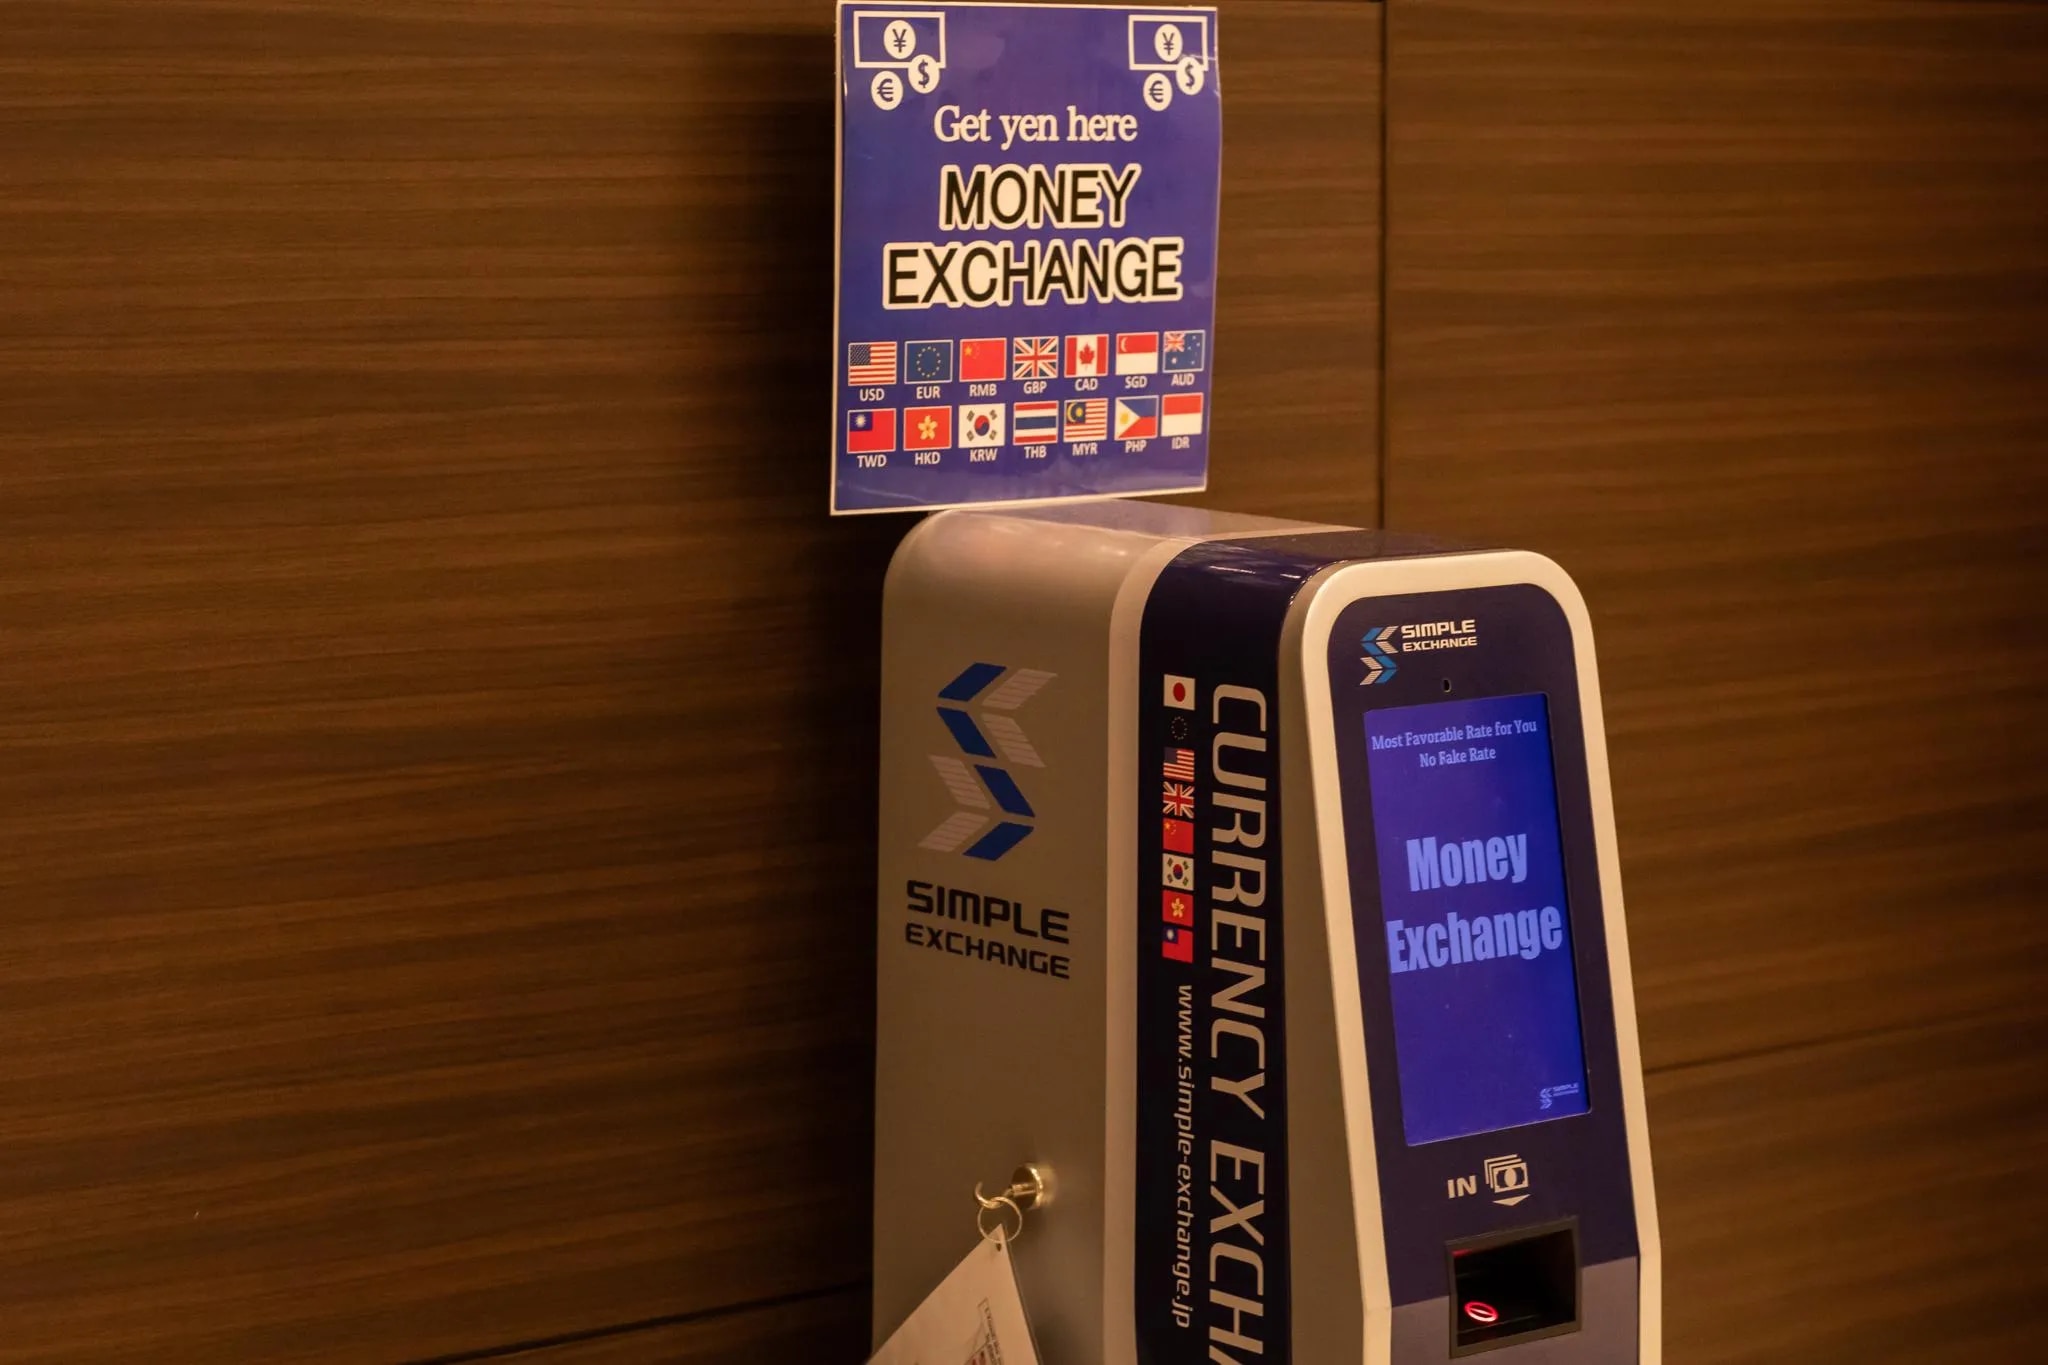 ¥ ¥
€ $ € $
Get yen here
MONEY
EXCHANGE
USD EUR RMB GBP CAD SGD AUD
TWD HKD KRW THB MYR PHP IDR
SIMPLE
EXCHANGE
CURRENCY EXCHA
www.simple-exchange.jp
SIMPLE
EXCHANGE
Most Favorable Rate for You
No Fake Rate
Money
Exchange
SIMPLE
EXCHANGE
IN